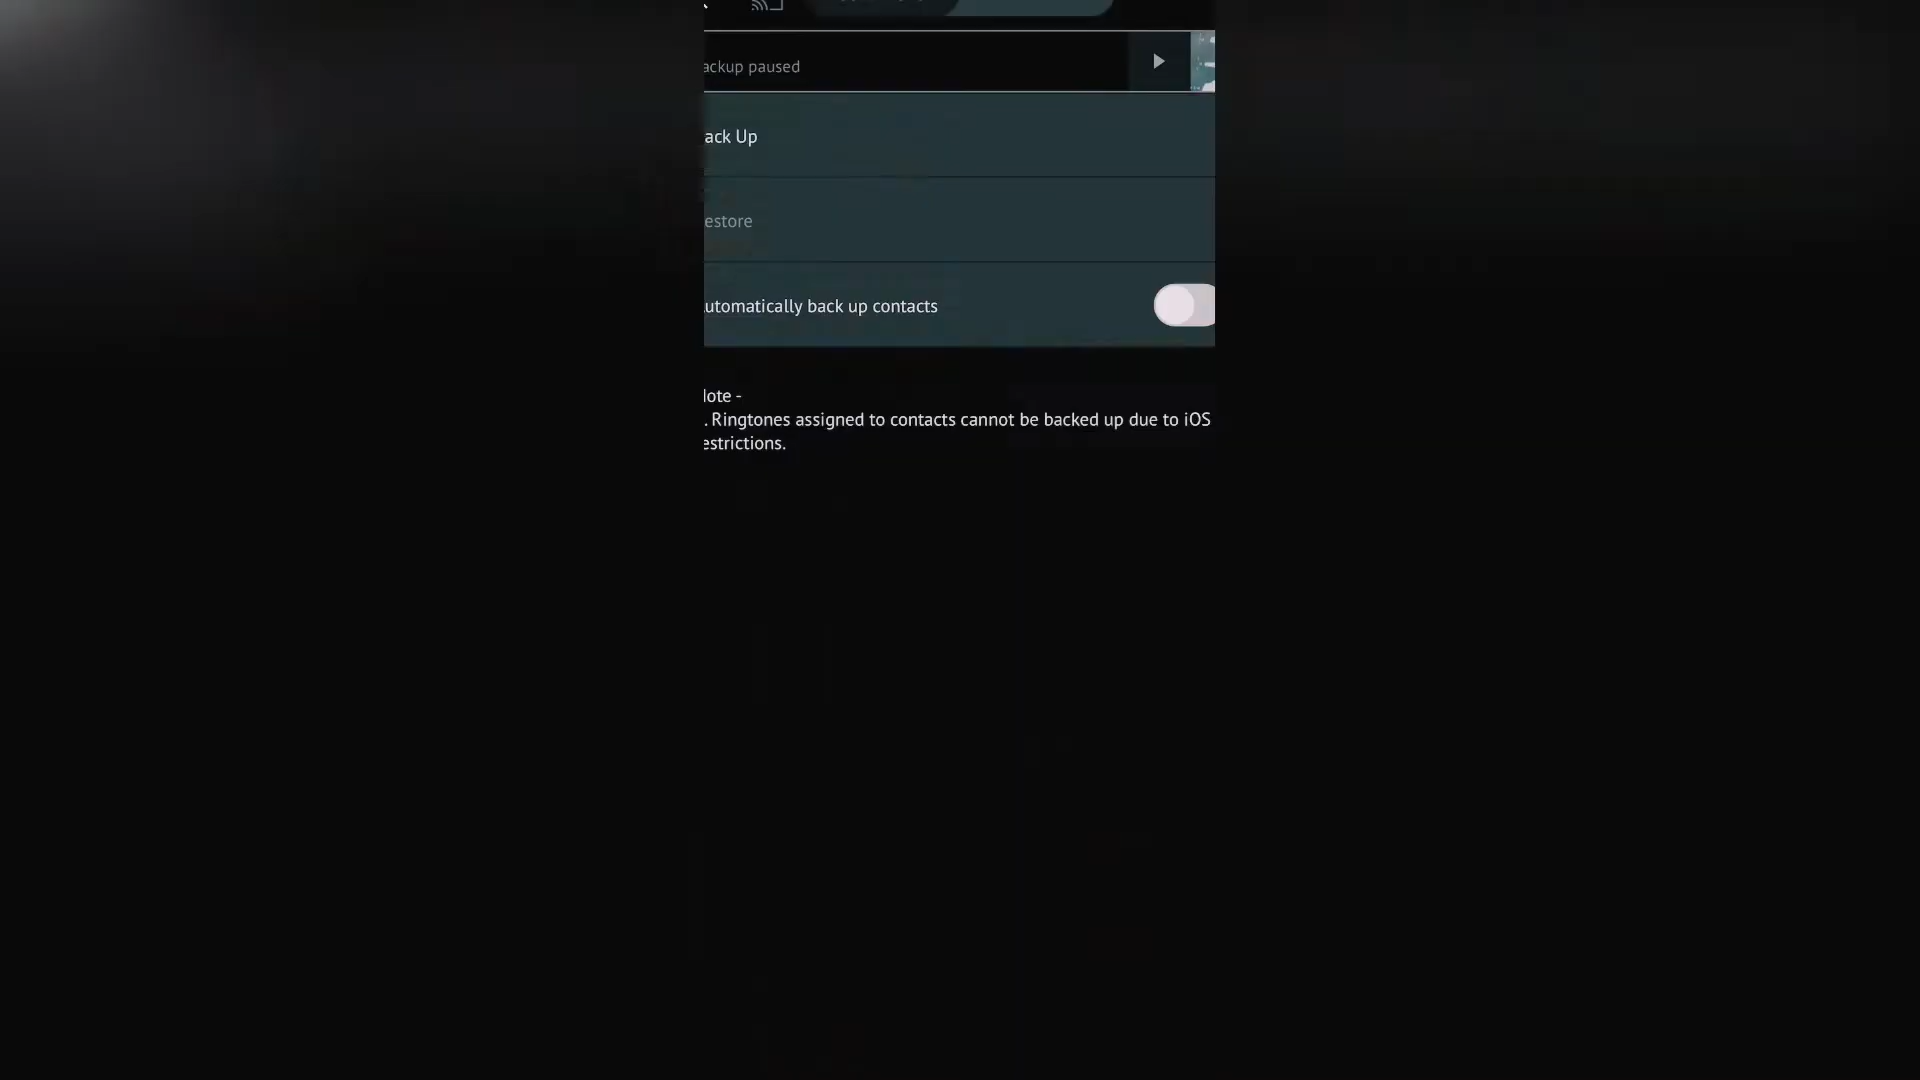 ackup paused
ack Up
estore
utomatically back up contacts
ote -
. Ringtones assigned to contacts cannot be backed up due to iOS
estrictions.